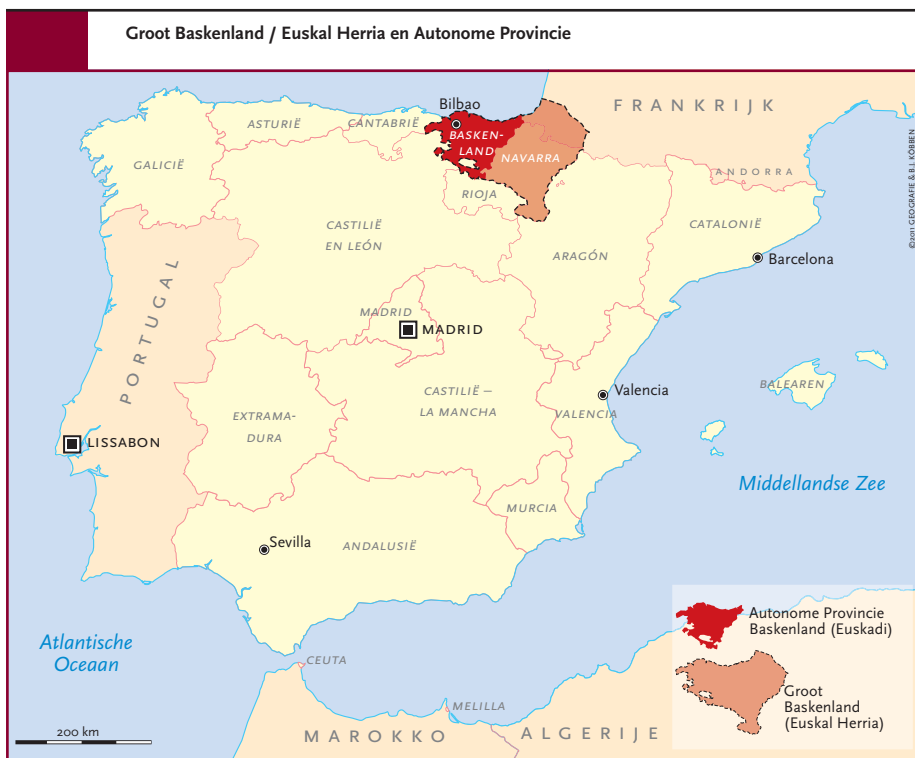 Groot Baskenland / Euskal Herria en Autonome Provincie
FRANKRIJK
Bilbao
ASTURIË
CANTABRIË
BASKEN-
LAND
NAVARRA
GALICIË
RIOJA
ANDORRA
CASTILIË
EN LEÓN
ARAGÓN
CATALONIË
Barcelona
PORTUGAL
MADRID
MADRID
CASTILIË –
LA MANCHA
Valencia
VALENCIA
BALEAREN
EXTRAMA-
DURA
LISSABON
Middellandse Zee
MURCIA
Sevilla
ANDALUSIË
Atlantische
Oceaan
CEUTA
MELILLA
MAROKKO
ALGERIJE
200 km
Autonome Provincie
Baskenland (Euskadi)
Groot
Baskenland
(Euskal Herria)
©2011 GEOGRAFIE & B.J. KÖBBEN